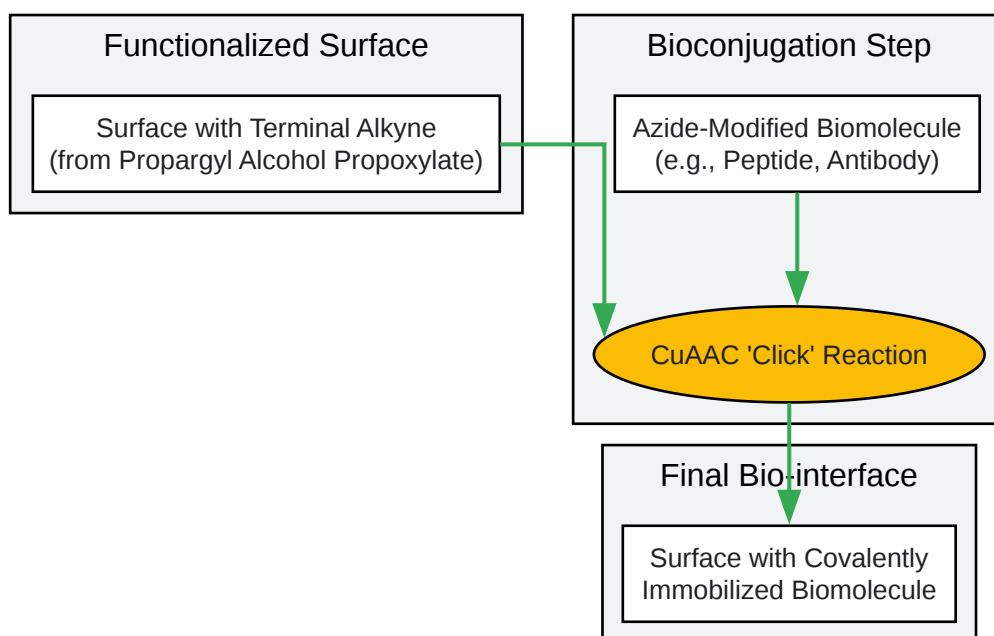 Functionalized Surface
Surface with Terminal Alkyne
(from Propargyl Alcohol Propoxylate)
Bioconjugation Step
Azide-Modified Biomolecule
(e.g., Peptide, Antibody)
CuAAC 'Click' Reaction
Final Bio-interface
Surface with Covalently
Immobilized Biomolecule